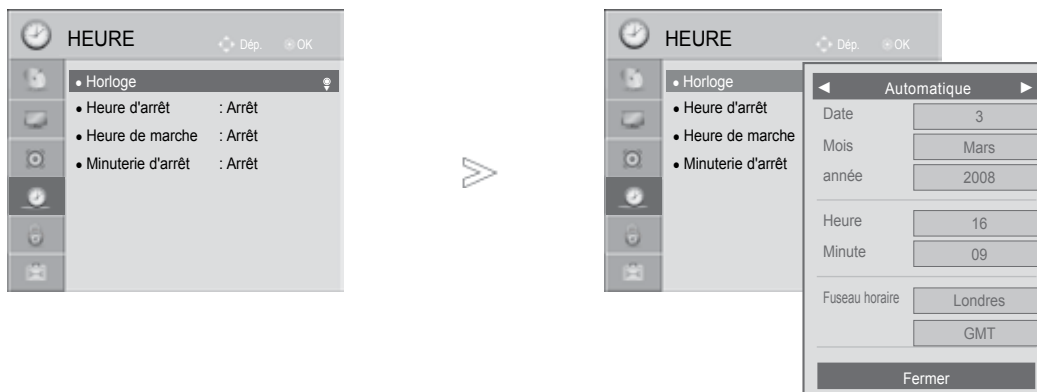 HEURE Dép. OK
• Horloge
• Heure d'arrêt : Arrêt
• Heure de marche : Arrêt
• Minuterie d'arrêt : Arrêt
HEURE Dép. OK
• Horloge
• Heure d'arrêt
• Heure de marche
• Minuterie d'arrêt
◄ Automatique ►
Date 3
Mois Mars
année 2008
Heure 16
Minute 09
Fuseau horaire Londres
GMT
Fermer